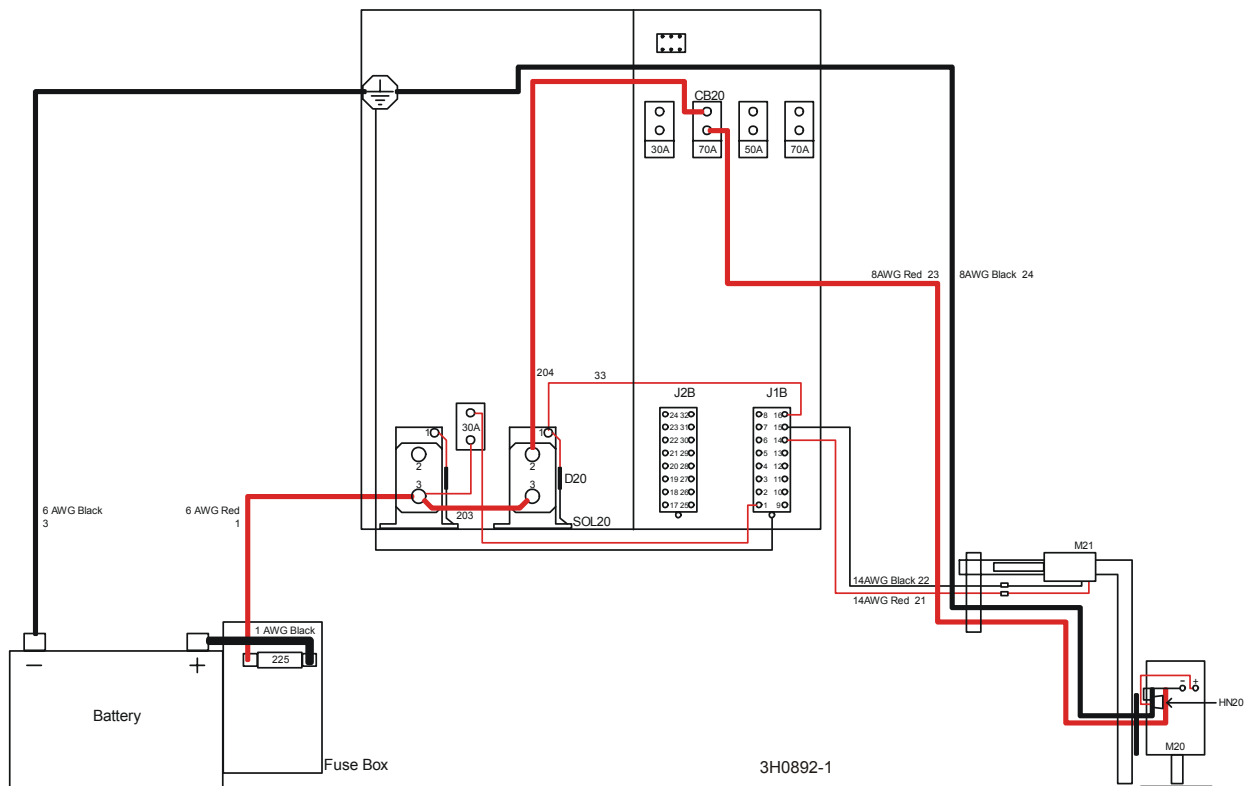 CB20
30A
70A
50A
70A
8AWG Red 23
8AWG Black 24
204
33
J2B
J1B
24 32
23 31
22 30
21 29
20 28
19 27
18 26
17 25
8 16
7 15
6 14
5 13
4 12
3 11
2 10
1 9
1
2
3
30A
1
2
3
D20
SOL20
203
6 AWG Black
3
6 AWG Red
1
M21
14AWG Black 22
14AWG Red 21
1 AWG Black
225
−
+
Battery
Fuse Box
- +
HN20
M20
3H0892-1